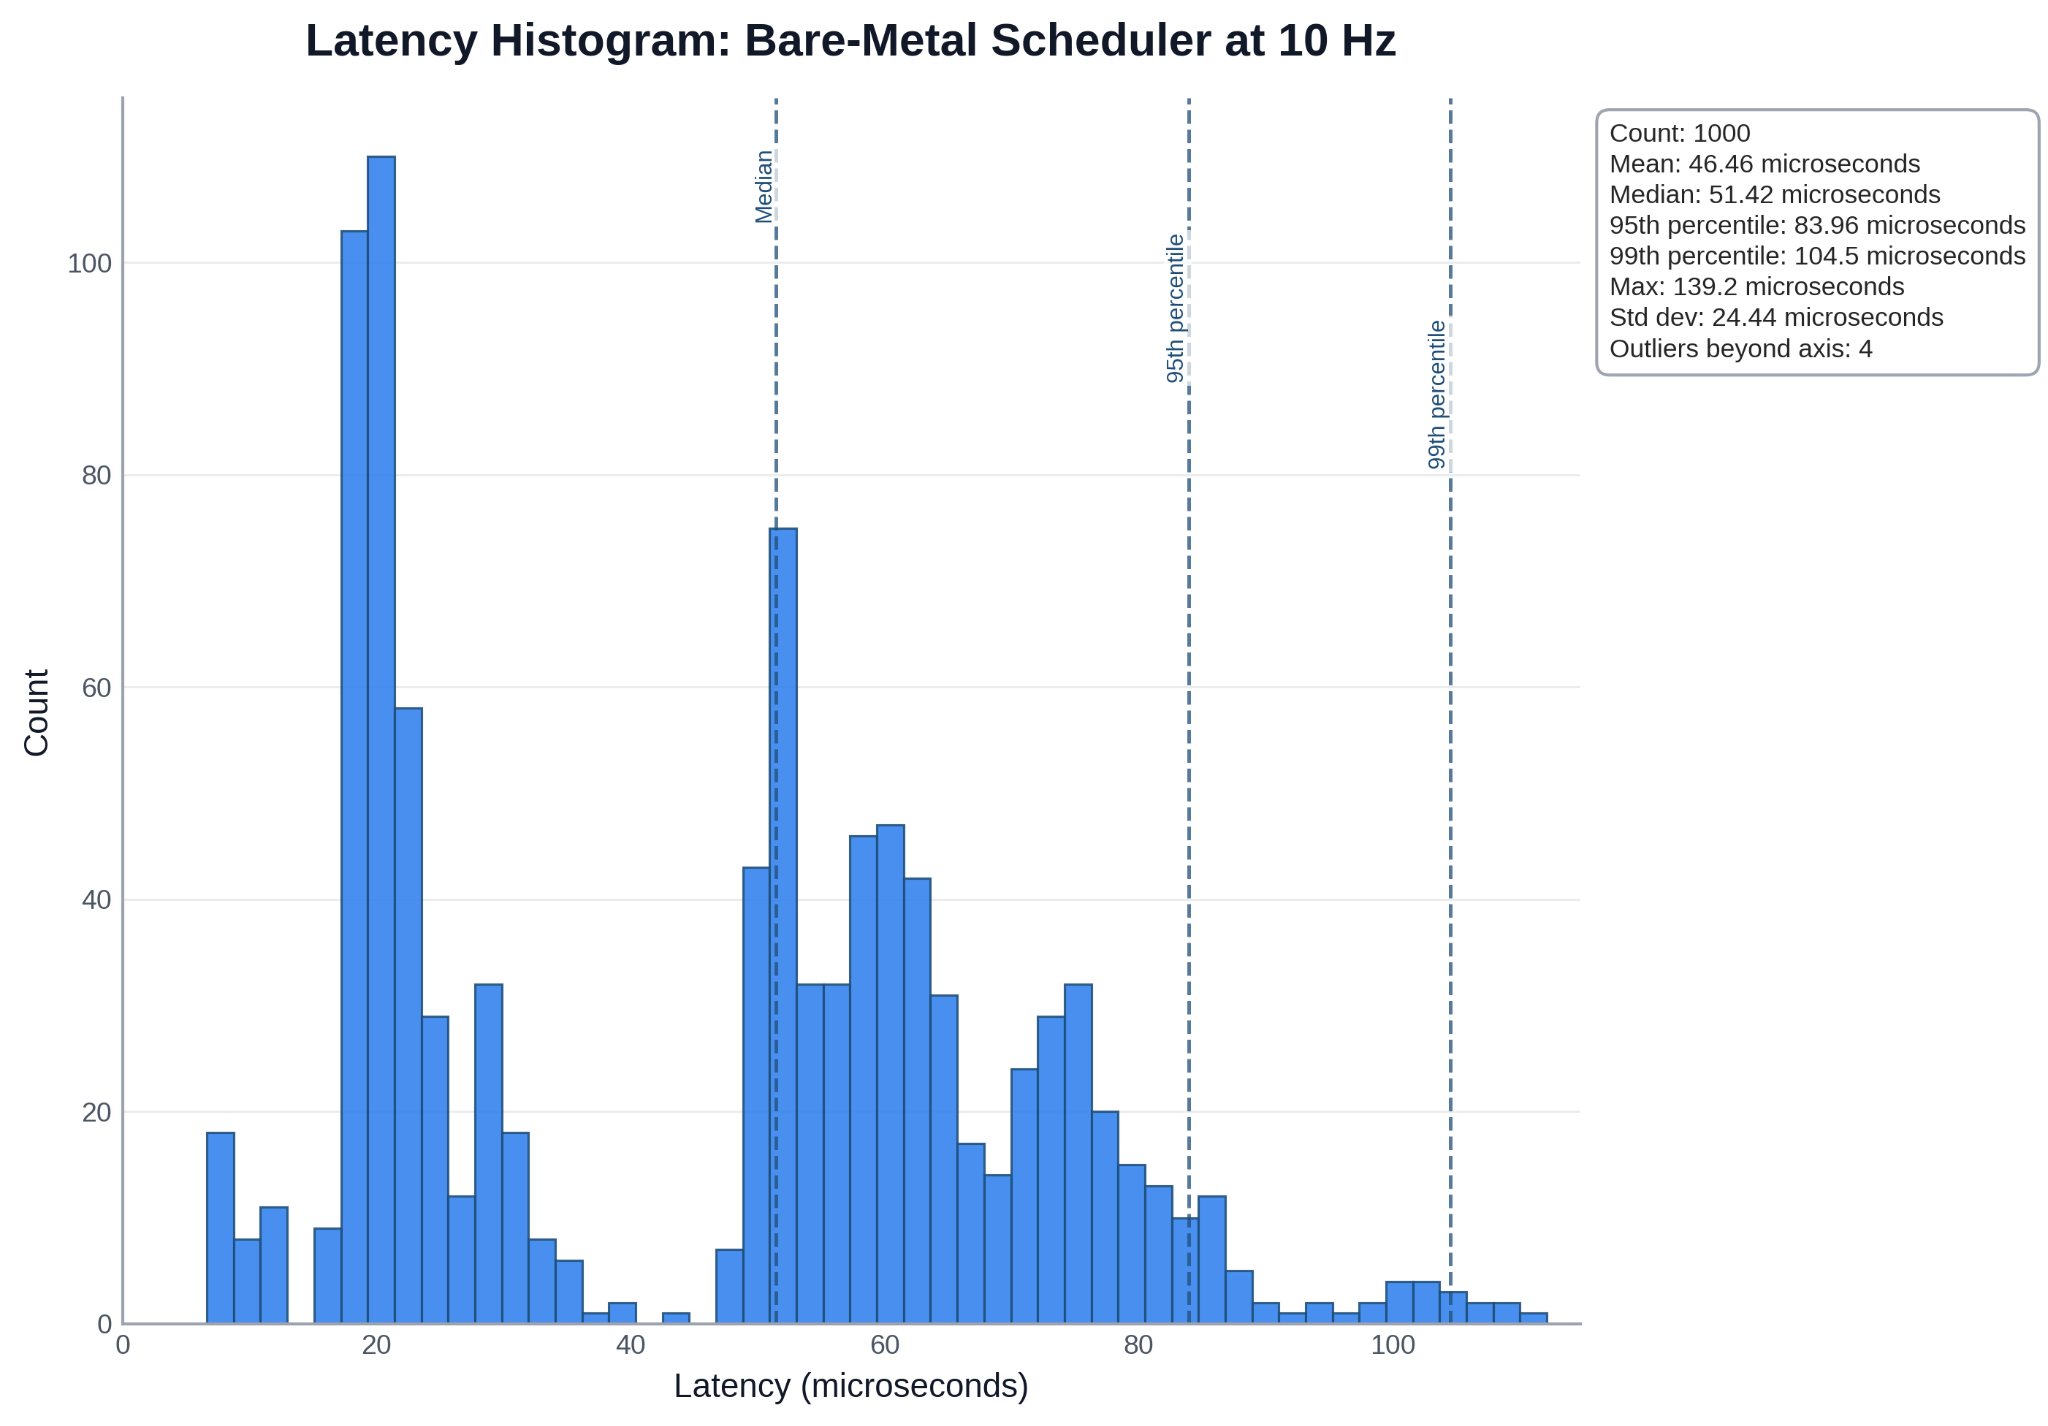 Latency Histogram: Bare-Metal Scheduler at 10 Hz
Count: 1000
Mean: 46.46 microseconds
Median: 51.42 microseconds
95th percentile: 83.96 microseconds
99th percentile: 104.5 microseconds
Max: 139.2 microseconds
Std dev: 24.44 microseconds
Outliers beyond axis: 4
Median
95th percentile
99th percentile
Count
100
80
60
40
20
0
0 20 40 60 80 100
Latency (microseconds)